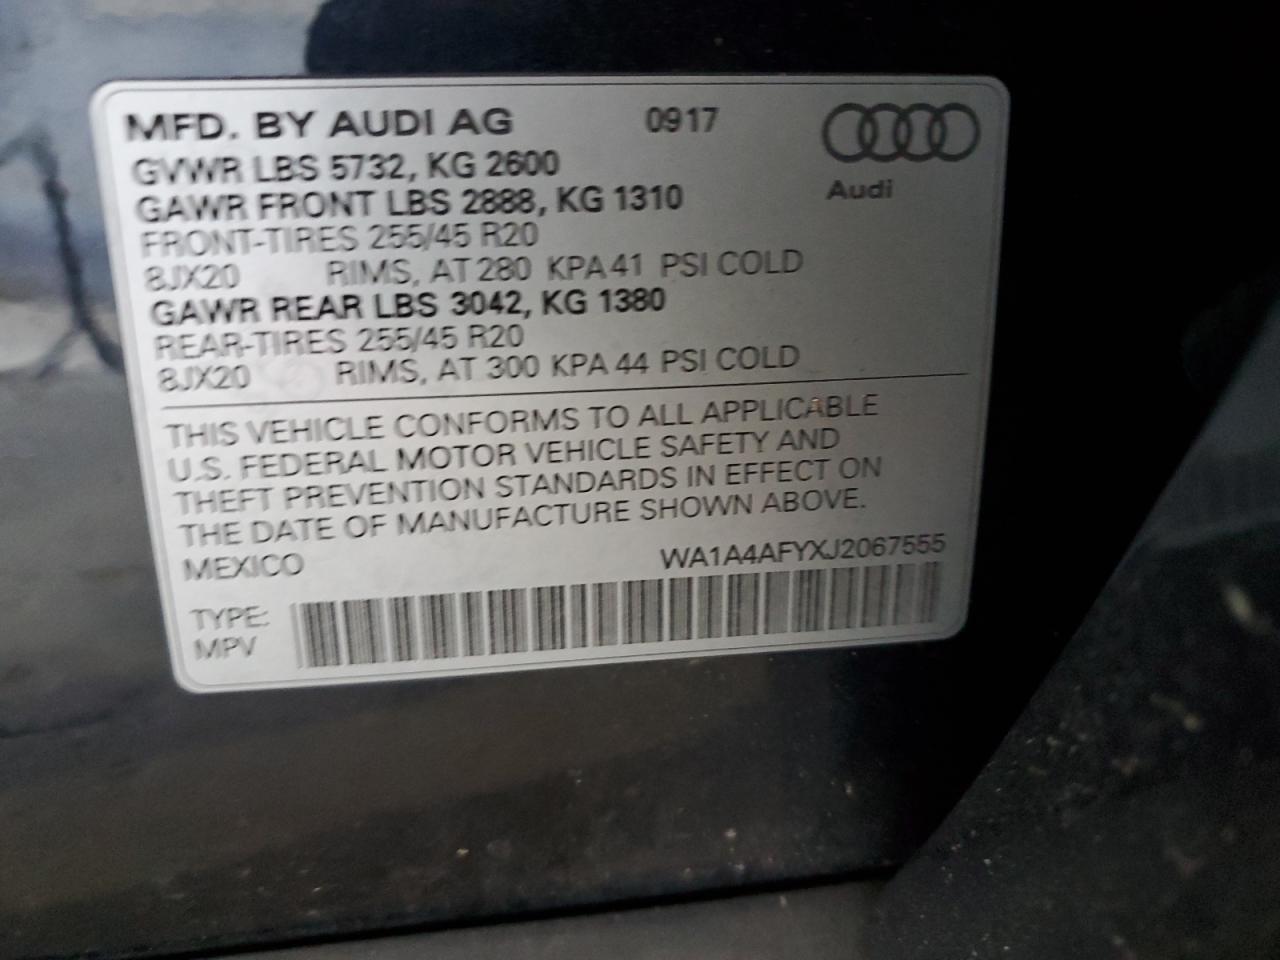 MFD. BY AUDI AG 0917
Audi
GVWR LBS 5732, KG 2600
GAWR FRONT LBS 2888, KG 1310
FRONT-TIRES 255/45 R20
8JX20 RIMS, AT 280 KPA 41 PSI COLD
GAWR REAR LBS 3042, KG 1380
REAR-TIRES 255/45 R20
8JX20 RIMS, AT 300 KPA 44 PSI COLD
THIS VEHICLE CONFORMS TO ALL APPLICABLE
U.S. FEDERAL MOTOR VEHICLE SAFETY AND
THEFT PREVENTION STANDARDS IN EFFECT ON
THE DATE OF MANUFACTURE SHOWN ABOVE.
MEXICO WA1A4AFYXJ2067555
TYPE:
MPV